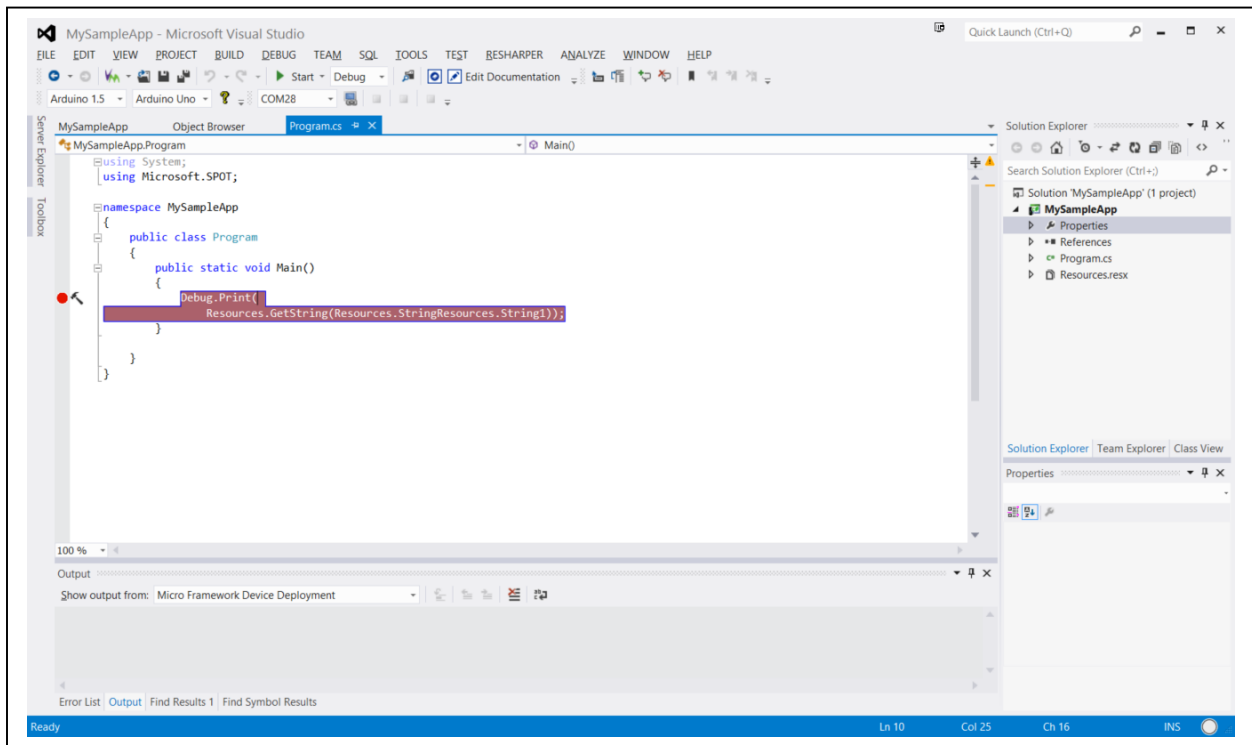 MySampleApp - Microsoft Visual Studio
Quick Launch (Ctrl+Q)
FILE EDIT VIEW PROJECT BUILD DEBUG TEAM SQL TOOLS TEST RESHARPER ANALYZE WINDOW HELP
Start Debug Edit Documentation
Arduino 1.5 Arduino Uno COM28
Server Explorer
Toolbox
MySampleApp Object Browser Program.cs
MySampleApp.Program Main()
using System;
using Microsoft.SPOT;
namespace MySampleApp
{
public class Program
{
public static void Main()
{
Debug.Print(
Resources.GetString(Resources.StringResources.String1));
}
}
}
100 %
Solution Explorer
Search Solution Explorer (Ctrl+;)
Solution 'MySampleApp' (1 project)
MySampleApp
Properties
References
Program.cs
Resources.resx
Solution Explorer Team Explorer Class View
Properties
Output
Show output from: Micro Framework Device Deployment
Error List Output Find Results 1 Find Symbol Results
Ready Ln 10 Col 25 Ch 16 INS